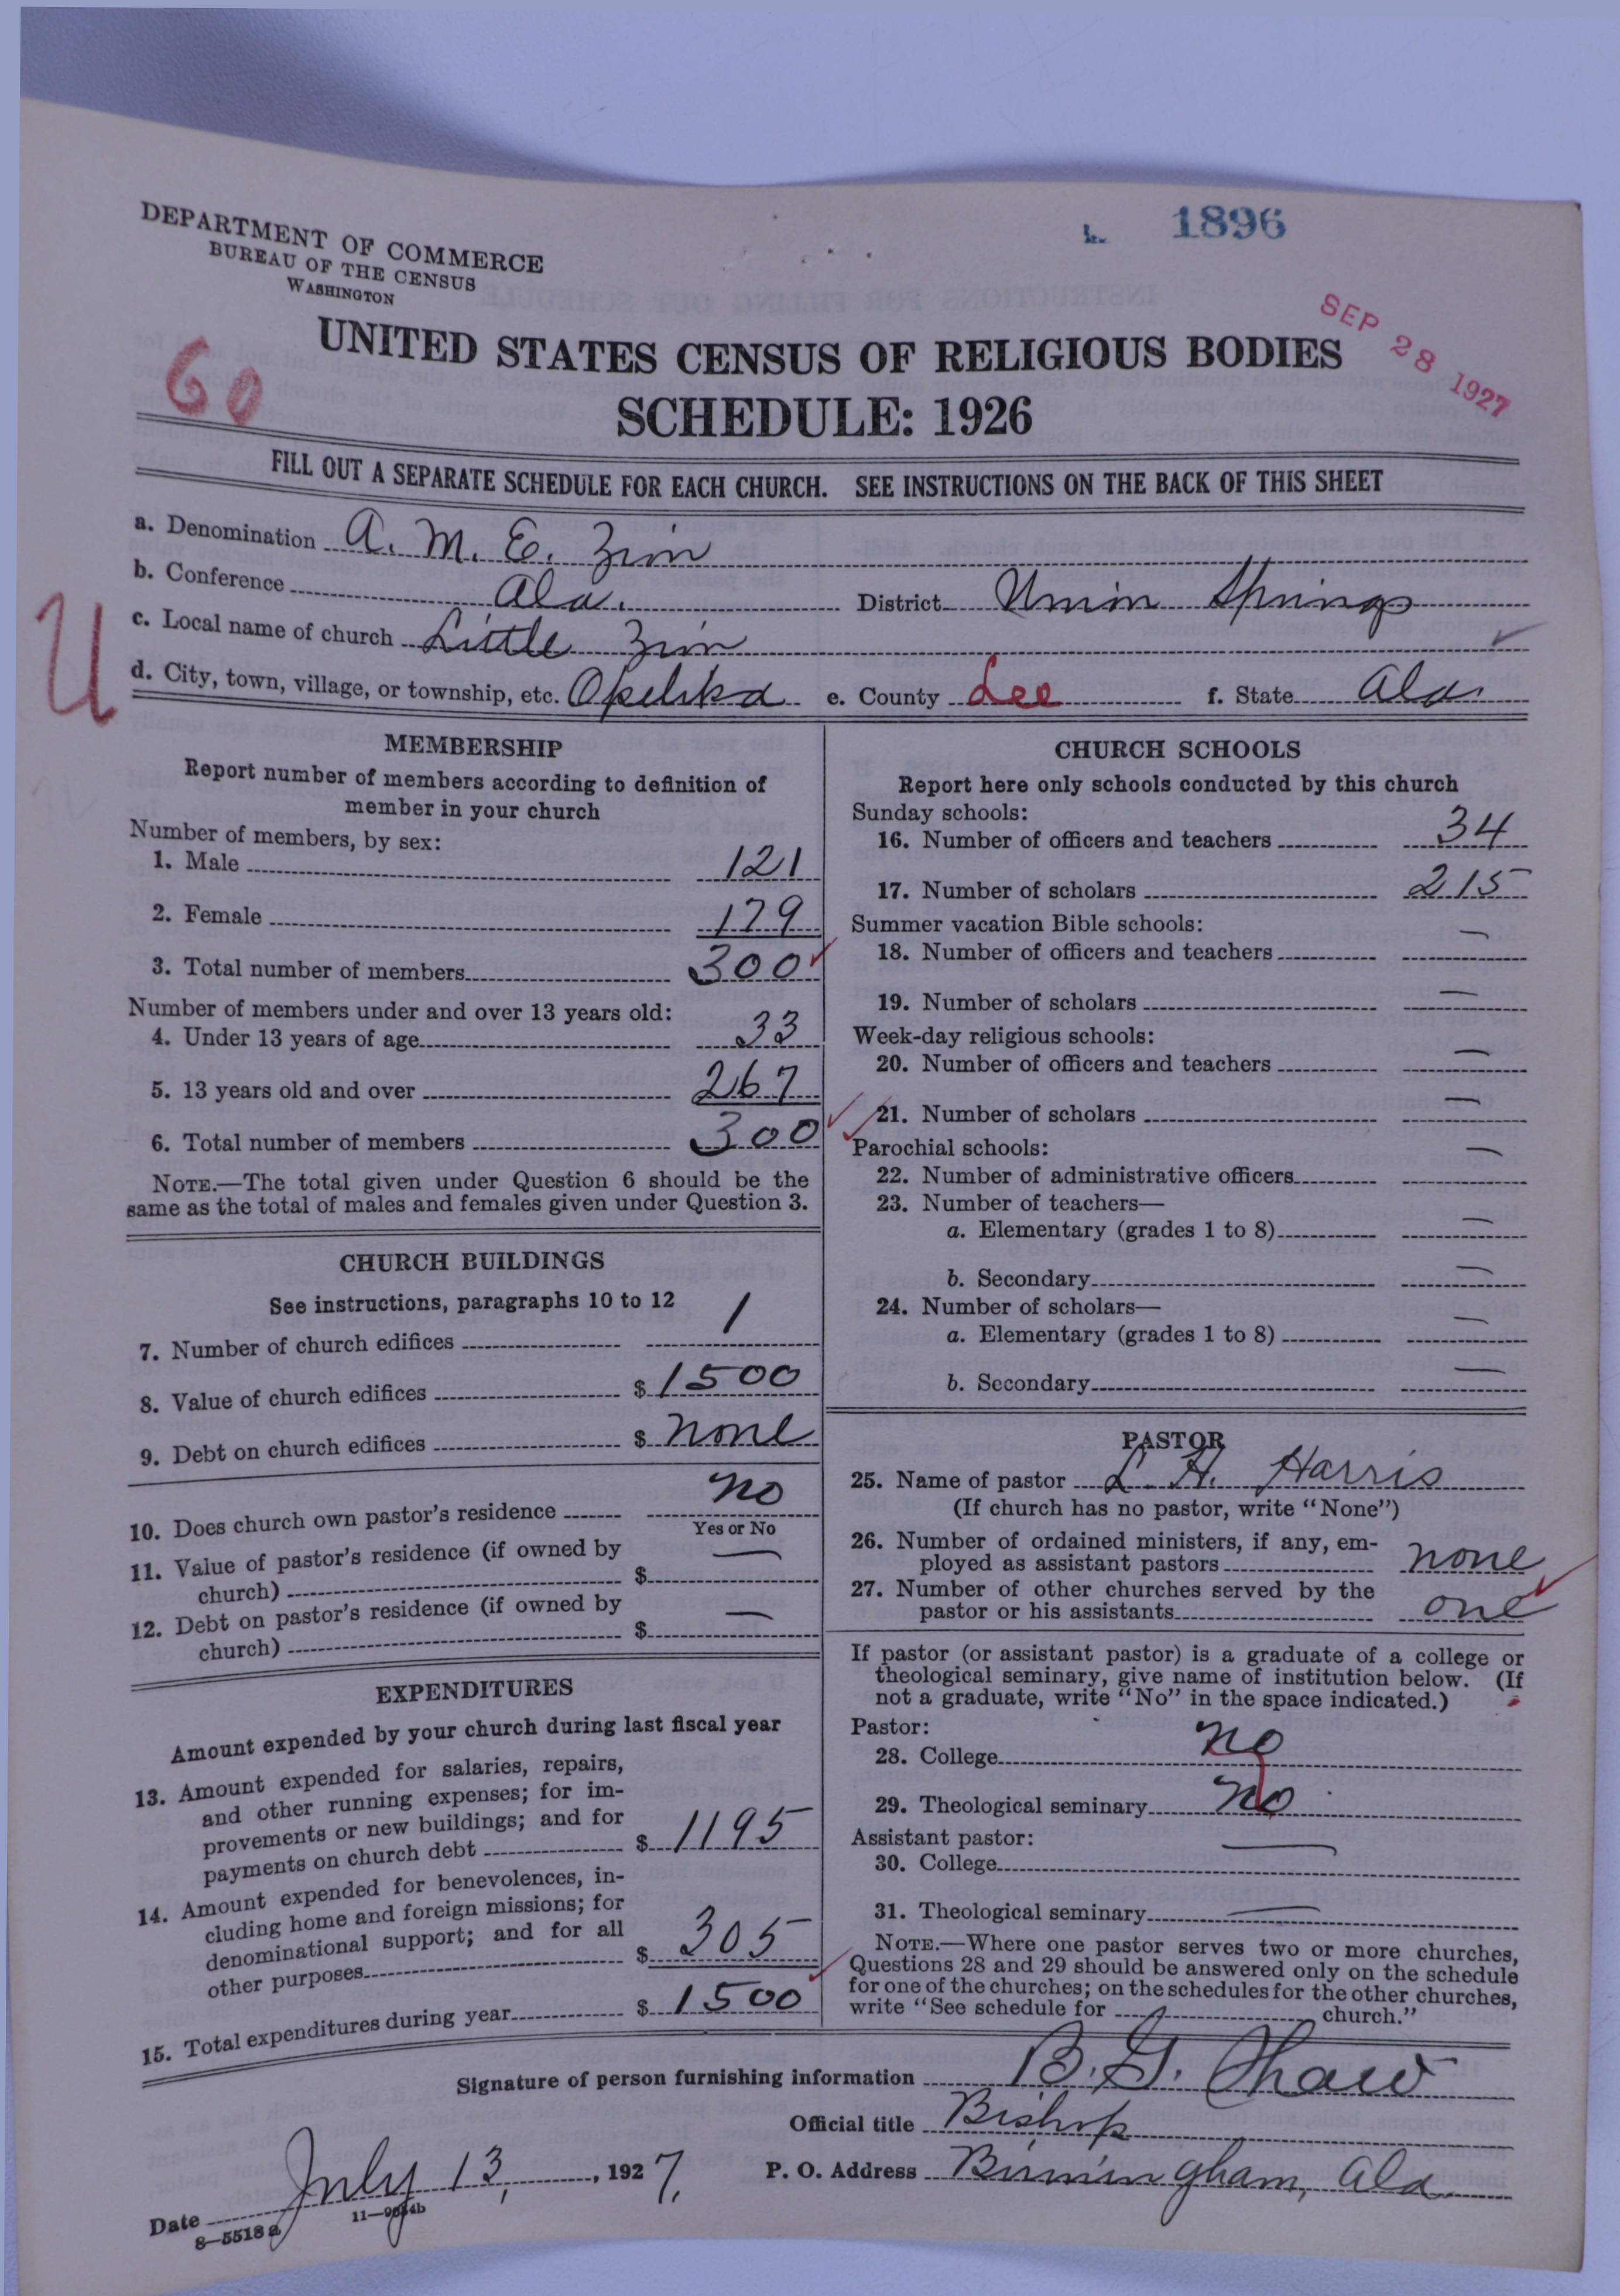 DEPARTMENT OF COMMERCE
BUREAU OF THE CENSUS
WASHINGTON
1896
SEP 28 1927
60
UNITED STATES CENSUS OF RELIGIOUS BODIES
SCHEDULE: 1926
FILL OUT A SEPARATE SCHEDULE FOR EACH CHURCH. SEE INSTRUCTIONS ON THE BACK OF THIS SHEET
a. Denomination A. M. E. Zion
b. Conference Ala. District Union Springs
c. Local name of church Little Zion
U
d. City, town, village, or township, etc. Opelika e. County Lee f. State Ala.
MEMBERSHIP
Report number of members according to definition of
member in your church
Number of members, by sex:
1. Male 121
2. Female 179
3. Total number of members 300
Number of members under and over 13 years old:
4. Under 13 years of age 33
5. 13 years old and over 267
6. Total number of members 300
NOTE.—The total given under Question 6 should be the
same as the total of males and females given under Question 3.
CHURCH BUILDINGS
See instructions, paragraphs 10 to 12
7. Number of church edifices 1
8. Value of church edifices $ 1500
9. Debt on church edifices $ none
10. Does church own pastor's residence no
Yes or No
11. Value of pastor's residence (if owned by
church) $ —
12. Debt on pastor's residence (if owned by
church) $ —
EXPENDITURES
Amount expended by your church during last fiscal year
13. Amount expended for salaries, repairs,
and other running expenses; for im-
provements or new buildings; and for
payments on church debt $ 1195
14. Amount expended for benevolences, in-
cluding home and foreign missions; for
denominational support; and for all
other purposes $ 305
15. Total expenditures during year $ 1500
CHURCH SCHOOLS
Report here only schools conducted by this church
Sunday schools:
16. Number of officers and teachers 34
17. Number of scholars 215
Summer vacation Bible schools:
18. Number of officers and teachers —
19. Number of scholars —
Week-day religious schools:
20. Number of officers and teachers —
21. Number of scholars —
Parochial schools:
22. Number of administrative officers —
23. Number of teachers—
a. Elementary (grades 1 to 8) —
b. Secondary —
24. Number of scholars—
a. Elementary (grades 1 to 8) —
b. Secondary —
PASTOR
25. Name of pastor L. H. Harris
(If church has no pastor, write "None")
26. Number of ordained ministers, if any, em-
ployed as assistant pastors none
27. Number of other churches served by the
pastor or his assistants one
If pastor (or assistant pastor) is a graduate of a college or
theological seminary, give name of institution below. (If
not a graduate, write "No" in the space indicated.)
Pastor:
28. College no
29. Theological seminary no
Assistant pastor:
30. College —
31. Theological seminary —
NOTE.—Where one pastor serves two or more churches,
Questions 28 and 29 should be answered only on the schedule
for one of the churches; on the schedules for the other churches,
write "See schedule for church."
Signature of person furnishing information B. G. Shaw
Official title Bishop
Date July 13, 1927. P. O. Address Birmingham, Ala.
8—5518 a